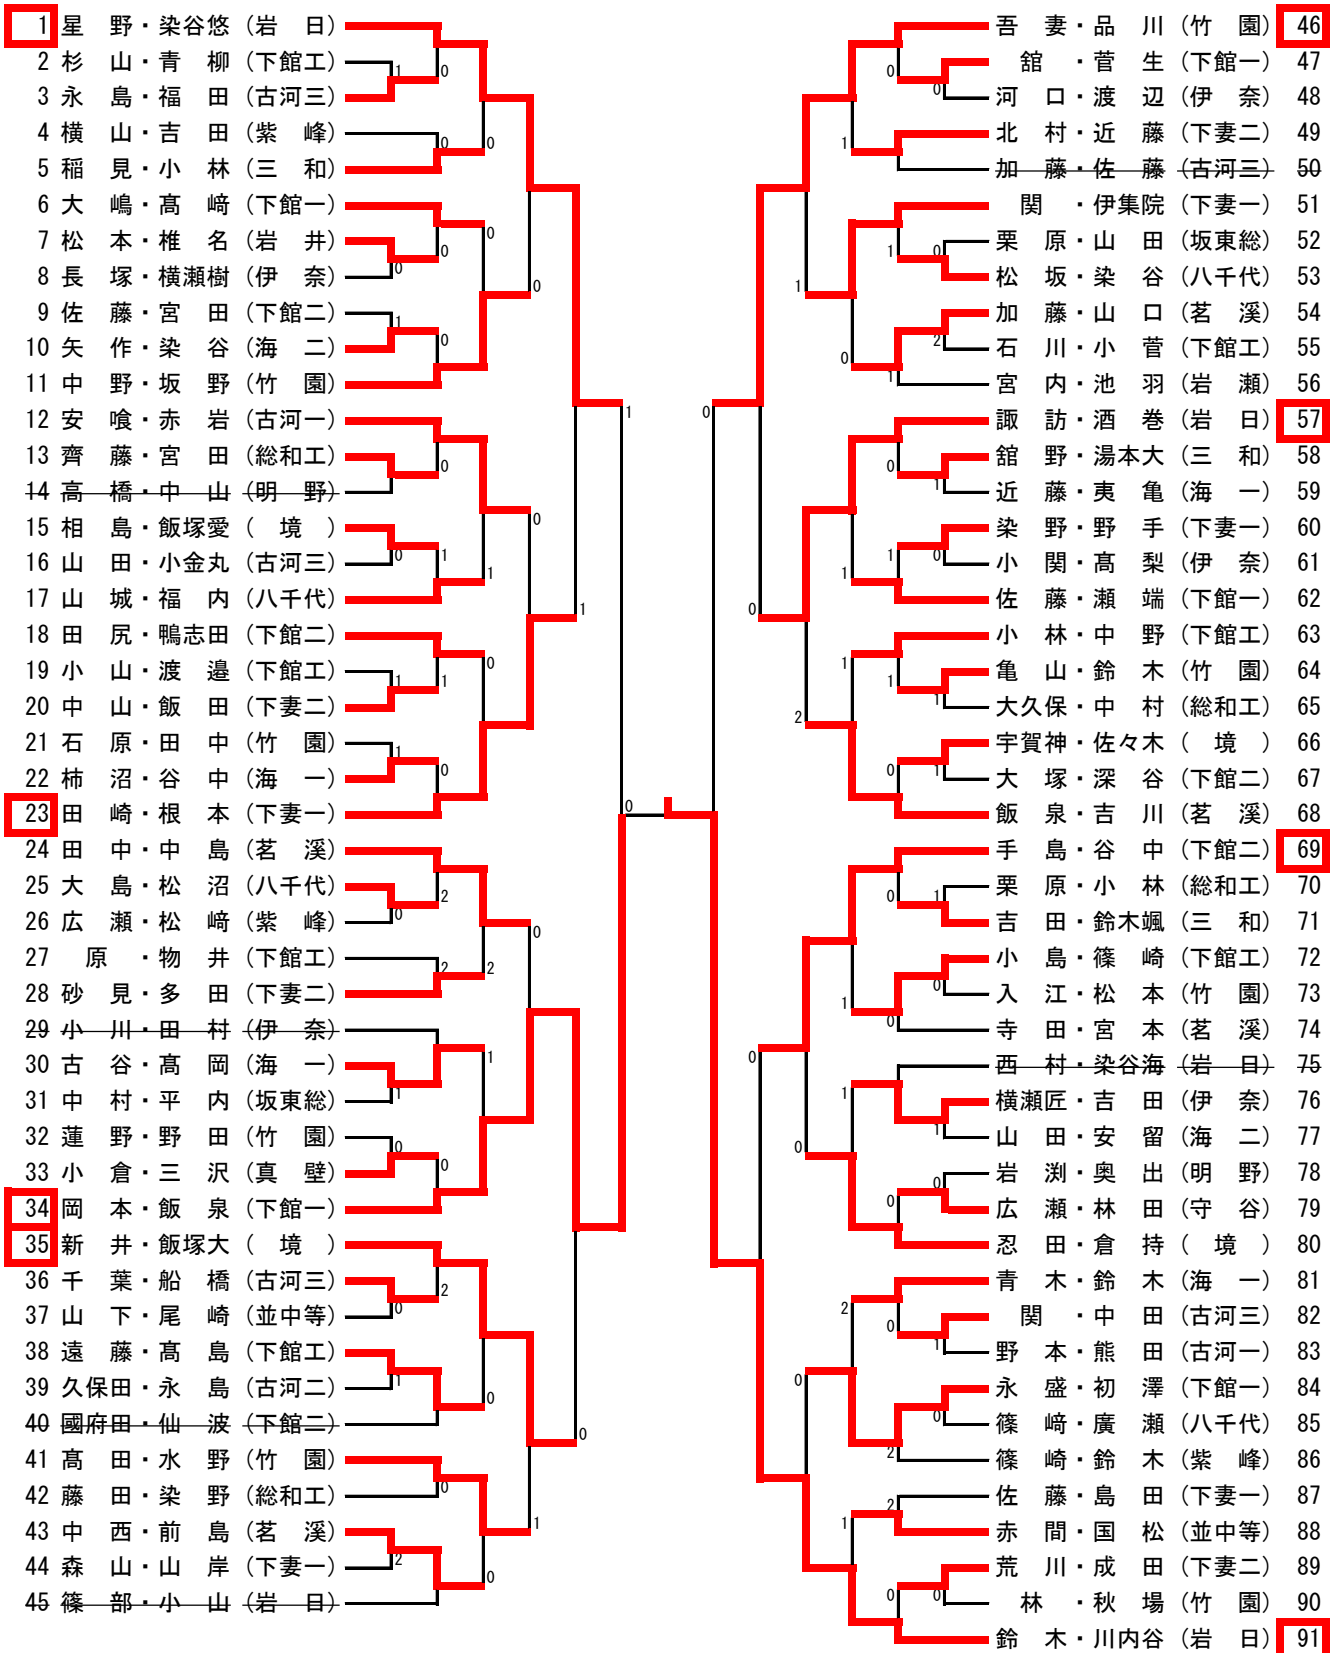 1 星　野・染谷悠（岩　日）
2 杉　山・青　柳（下館工）
3 永　島・福　田（古河三）
4 横　山・吉　田（紫　峰）
5 稲　見・小　林（三　和）
6 大　嶋・髙　﨑（下館一）
7 松　本・椎　名（岩　井）
8 長　塚・横瀬樹（伊　奈）
9 佐　藤・宮　田（下館二）
10 矢　作・染　谷（海　二）
11 中　野・坂　野（竹　園）
12 安　喰・赤　岩（古河一）
13 齊　藤・宮　田（総和工）
14 高　橋・中　山（明　野）
15 相　島・飯塚愛（　境　）
16 山　田・小金丸（古河三）
17 山　城・福　内（八千代）
18 田　尻・鴨志田（下館二）
19 小　山・渡　邉（下館工）
20 中　山・飯　田（下妻二）
21 石　原・田　中（竹　園）
22 柿　沼・谷　中（海　一）
23 田　崎・根　本（下妻一）
24 田　中・中　島（茗　溪）
25 大　島・松　沼（八千代）
26 広　瀬・松　﨑（紫　峰）
27 原　・物　井（下館工）
28 砂　見・多　田（下妻二）
29 小　川・田　村（伊　奈）
30 古　谷・髙　岡（海　一）
31 中　村・平　内（坂東総）
32 蓮　野・野　田（竹　園）
33 小　倉・三　沢（真　壁）
34 岡　本・飯　泉（下館一）
35 新　井・飯塚大（　境　）
36 千　葉・船　橋（古河三）
37 山　下・尾　崎（並中等）
38 遠　藤・髙　島（下館工）
39 久保田・永　島（古河二）
40 國府田・仙　波（下館二）
41 髙　田・水　野（竹　園）
42 藤　田・染　野（総和工）
43 中　西・前　島（茗　溪）
44 森　山・山　岸（下妻一）
45 篠　部・小　山（岩　日）
吾　妻・品　川（竹　園） 46
舘　・菅　生（下館一） 47
河　口・渡　辺（伊　奈） 48
北　村・近　藤（下妻二） 49
加　藤・佐　藤（古河三） 50
関　・伊集院（下妻一） 51
栗　原・山　田（坂東総） 52
松　坂・染　谷（八千代） 53
加　藤・山　口（茗　溪） 54
石　川・小　菅（下館工） 55
宮　内・池　羽（岩　瀬） 56
諏　訪・酒　巻（岩　日） 57
舘　野・湯本大（三　和） 58
近　藤・夷　亀（海　一） 59
染　野・野　手（下妻一） 60
小　関・髙　梨（伊　奈） 61
佐　藤・瀬　端（下館一） 62
小　林・中　野（下館工） 63
亀　山・鈴　木（竹　園） 64
大久保・中　村（総和工） 65
宇賀神・佐々木（　境　） 66
大　塚・深　谷（下館二） 67
飯　泉・吉　川（茗　溪） 68
手　島・谷　中（下館二） 69
栗　原・小　林（総和工） 70
吉　田・鈴木颯（三　和） 71
小　島・篠　崎（下館工） 72
入　江・松　本（竹　園） 73
寺　田・宮　本（茗　溪） 74
西　村・染谷海（岩　日） 75
横瀬匠・吉　田（伊　奈） 76
山　田・安　留（海　二） 77
岩　渕・奥　出（明　野） 78
広　瀬・林　田（守　谷） 79
忍　田・倉　持（　境　） 80
青　木・鈴　木（海　一） 81
関　・中　田（古河三） 82
野　本・熊　田（古河一） 83
永　盛・初　澤（下館一） 84
篠　﨑・廣　瀬（八千代） 85
篠　崎・鈴　木（紫　峰） 86
佐　藤・島　田（下妻一） 87
赤　間・国　松（並中等） 88
荒　川・成　田（下妻二） 89
林　・秋　場（竹　園） 90
鈴　木・川内谷（岩　日） 91